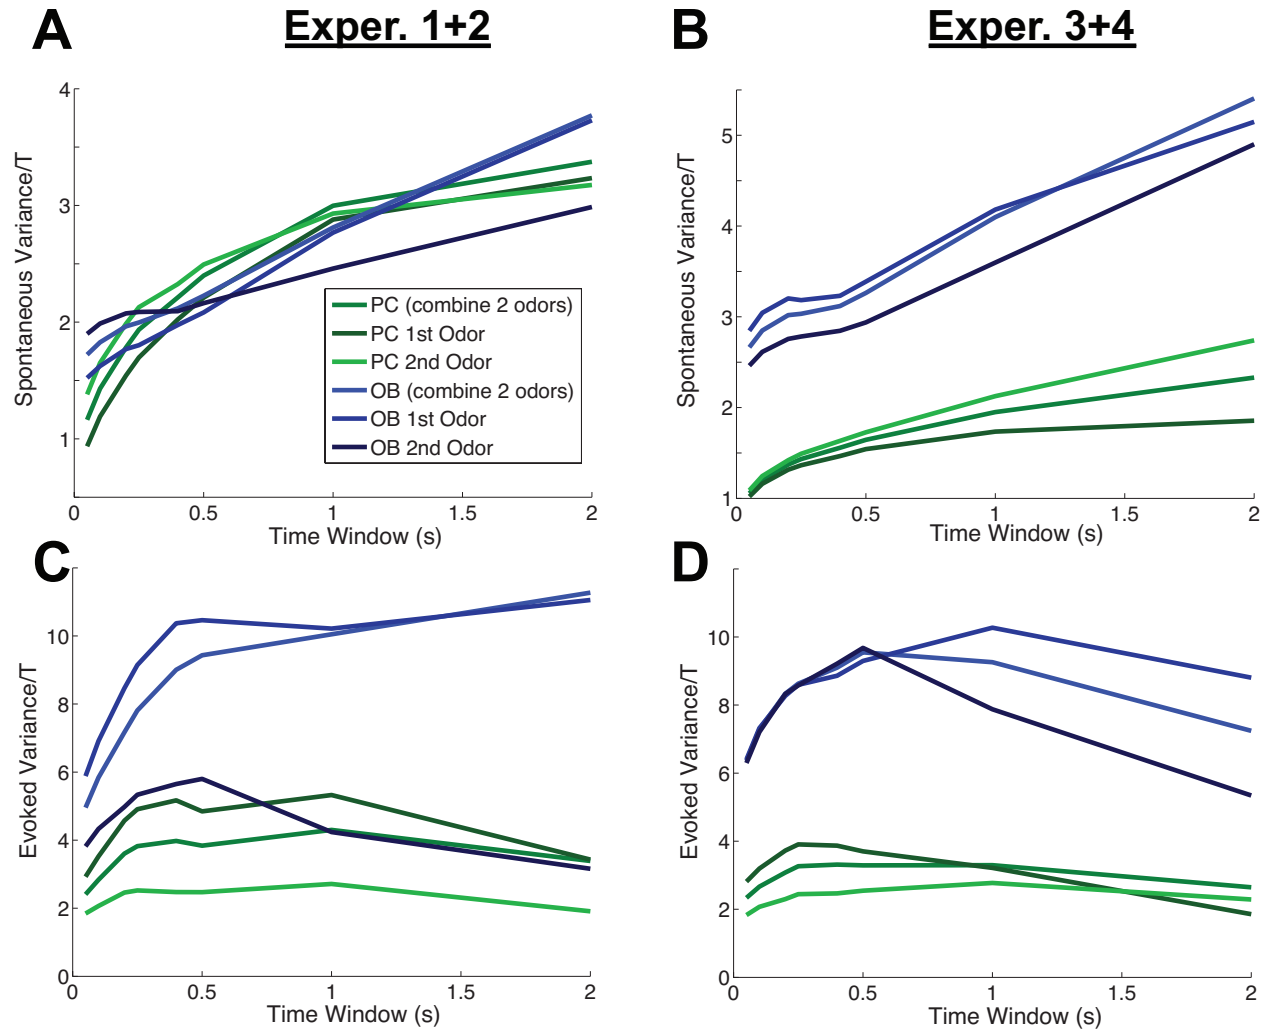 A
Exper. 1+2
B
Exper. 3+4
Spontaneous Variance/T
4
3
2
1
0
0.5
1
1.5
2
Time Window (s)
PC (combine 2 odors)
PC 1st Odor
PC 2nd Odor
OB (combine 2 odors)
OB 1st Odor
OB 2nd Odor
Spontaneous Variance/T
5
4
3
2
1
0
0.5
1
1.5
2
Time Window (s)
C
Evoked Variance/T
10
8
6
4
2
0
0
0.5
1
1.5
2
Time Window (s)
D
Evoked Variance/T
10
8
6
4
2
0
0
0.5
1
1.5
2
Time Window (s)